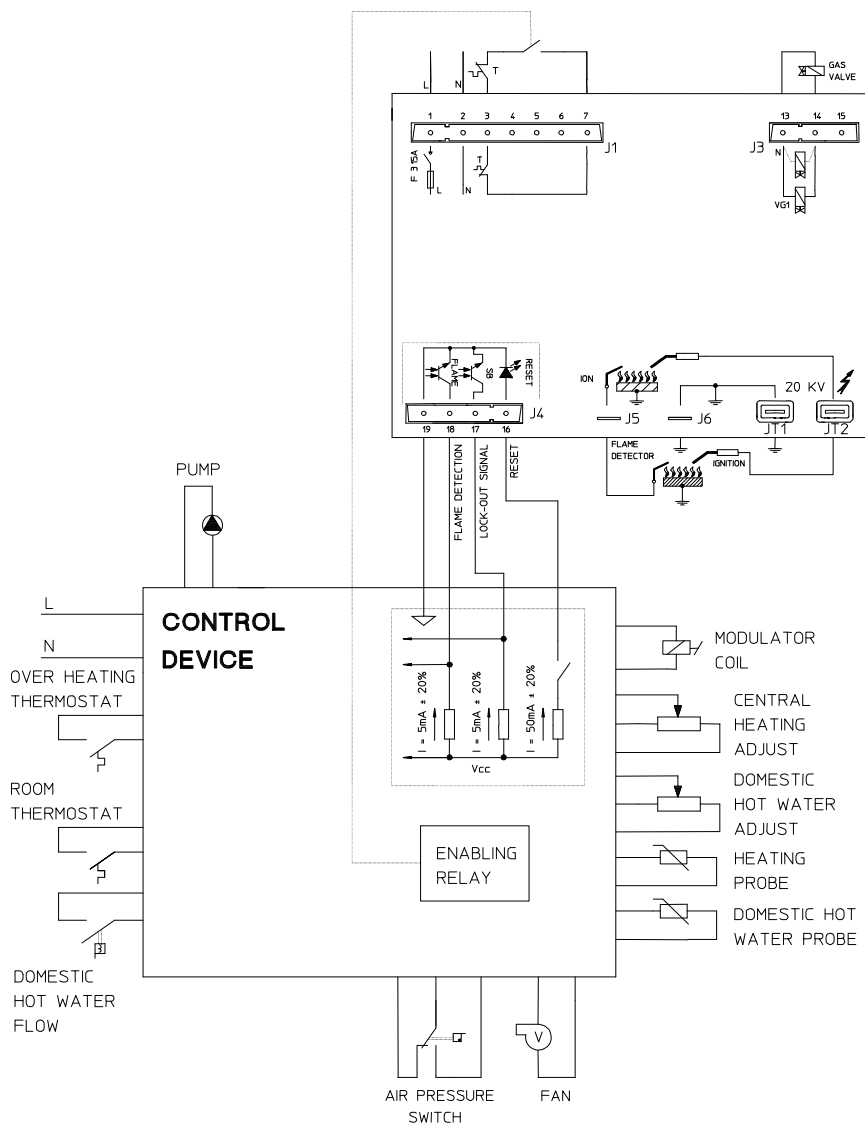 L
N
T
GAS
VALVE
1 2 3 4 5 6 7
J1
13 14 15
J3
F 3.15A
L
N
T
N
VG1
FLAME
SB
RESET
ION
20 KV
19 18 17 16
J4
J5
J6
JT1
JT2
FLAME
DETECTOR
IGNITION
FLAME DETECTION
LOCK-OUT SIGNAL
RESET
PUMP
L
N
CONTROL
DEVICE
OVER HEATING
THERMOSTAT
ROOM
THERMOSTAT
DOMESTIC
HOT WATER
FLOW
I = 5mA ± 20%
I = 5mA ± 20%
I = 50mA ± 20%
Vcc
ENABLING
RELAY
MODULATOR
COIL
CENTRAL
HEATING
ADJUST
DOMESTIC
HOT WATER
ADJUST
HEATING
PROBE
DOMESTIC HOT
WATER PROBE
AIR PRESSURE
SWITCH
V
FAN